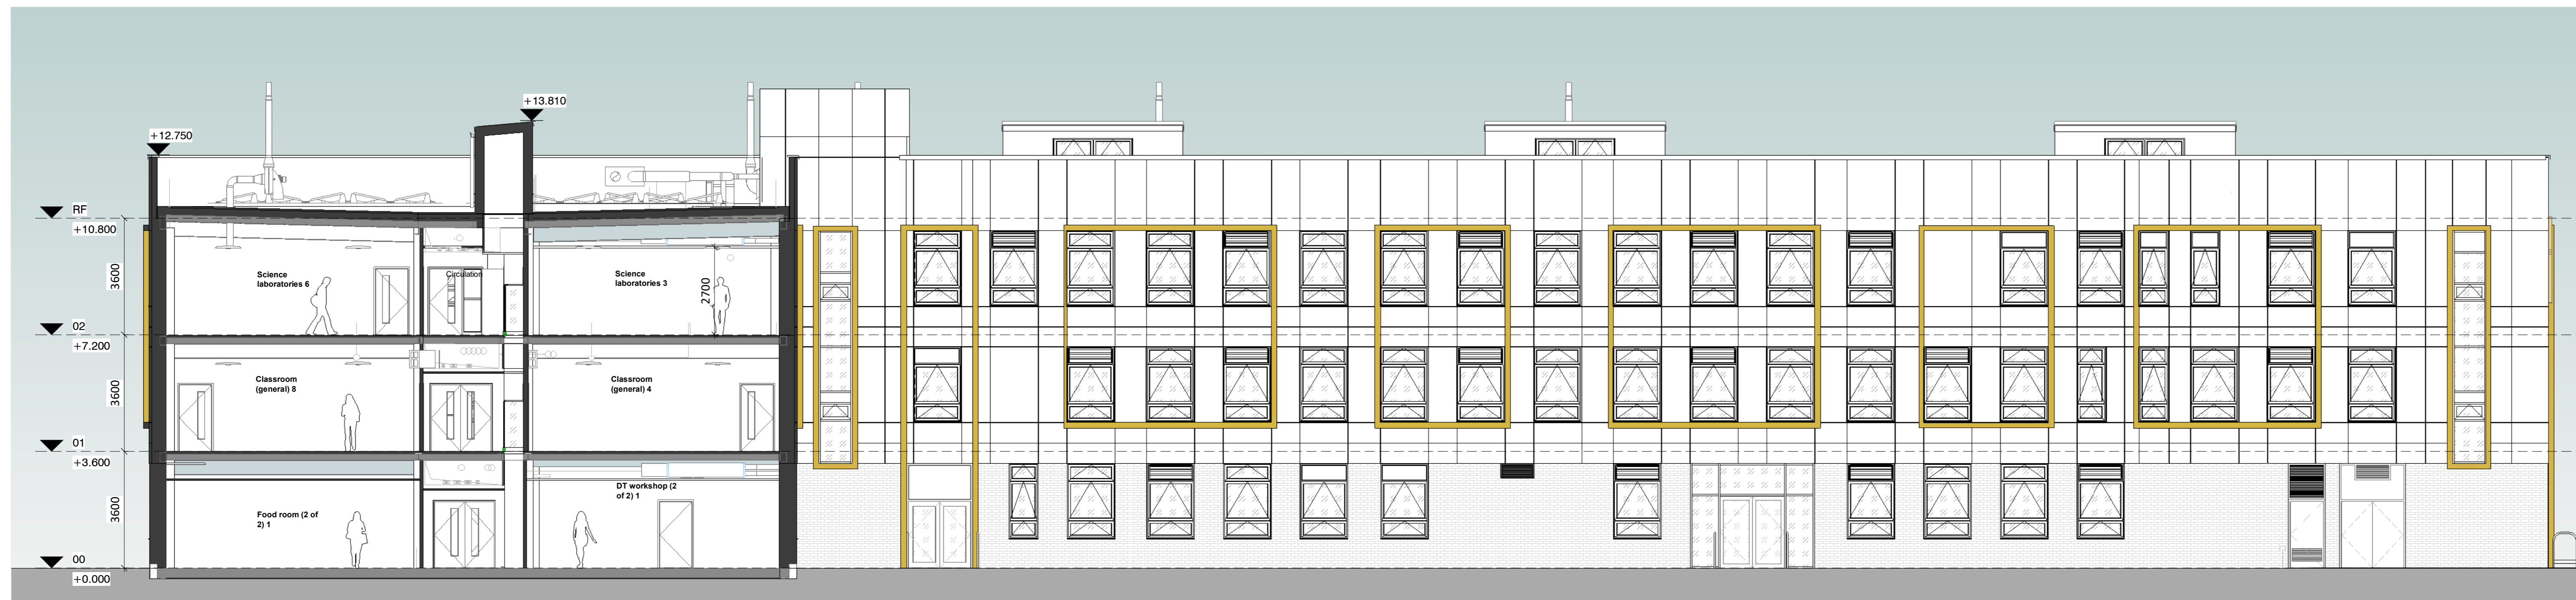 +13.810
+12.750
RF
+10.800
3600
Science
laboratories 6
Circulation
Science
laboratories 3
2700
02
+7.200
3600
Classroom
(general) 8
Classroom
(general) 4
01
+3.600
3600
Food room (2 of
2) 1
DT workshop (2
of 2) 1
00
+0.000